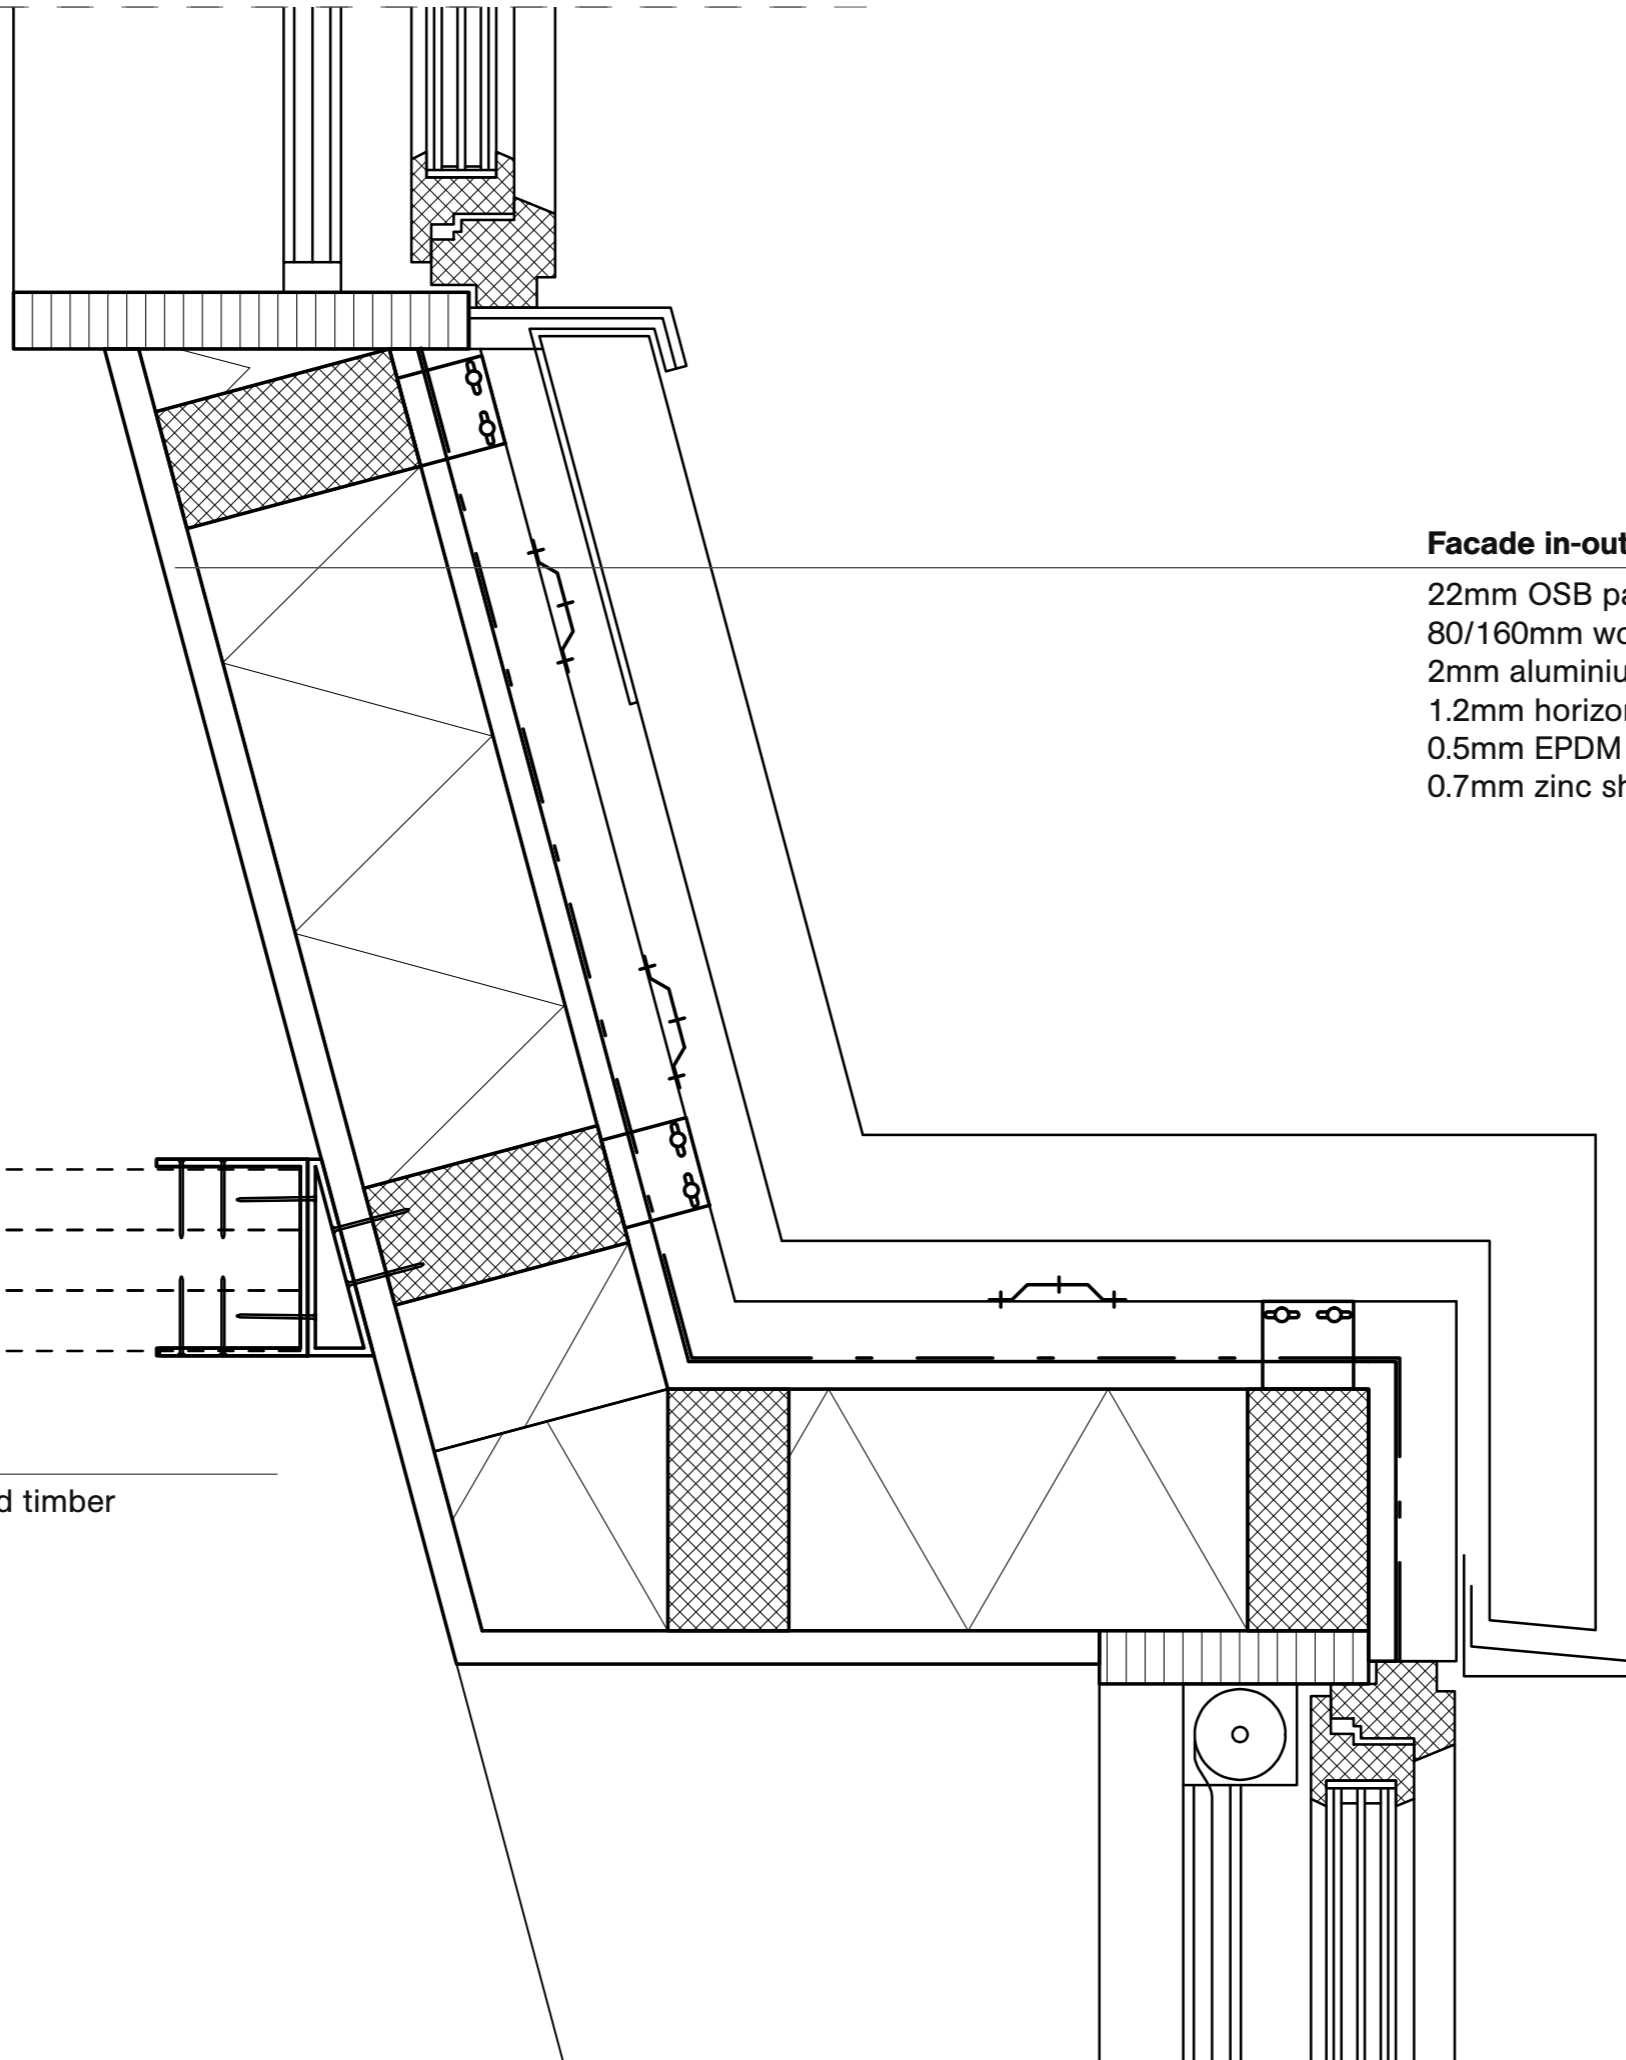 Facade in-out
22mm OSB pa
80/160mm wo
2mm aluminiu
1.2mm horizon
0.5mm EPDM
0.7mm zinc sh
d timber